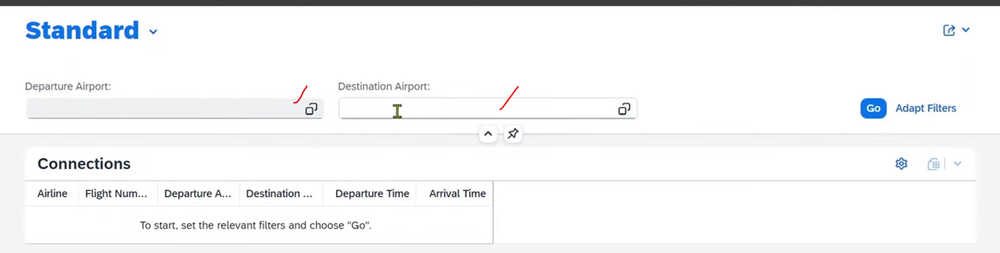 Standard
Departure Airport:
Destination Airport:
Go
Adapt Filters
Connections
Airline
Flight Num...
Departure A...
Destination ...
Departure Time
Arrival Time
To start, set the relevant filters and choose "Go".